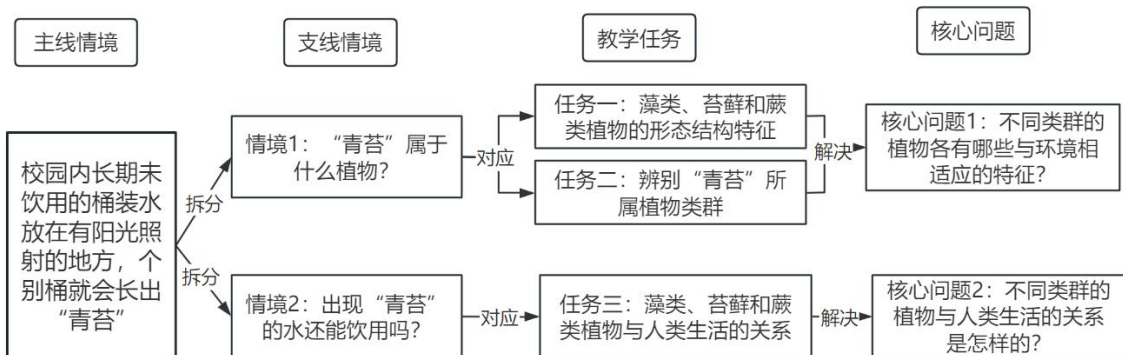 主线情境
支线情境
教学任务
核心问题
校园内长期未
饮用的桶装水
放在有阳光照
射的地方，个
别桶就会长出
“青苔”
拆分
拆分
情境1：“青苔”属于
什么植物？
对应
任务一：藻类、苔藓和蕨
类植物的形态结构特征
任务二：辨别“青苔”所
属植物类群
解决
核心问题1：不同类群的
植物各有哪些与环境相
适应的特征？
情境2：出现“青苔”
的水还能饮用吗？
对应
任务三：藻类、苔藓和蕨
类植物与人类生活的关系
解决
核心问题2：不同类群的
植物与人类生活的关系
是怎样的？